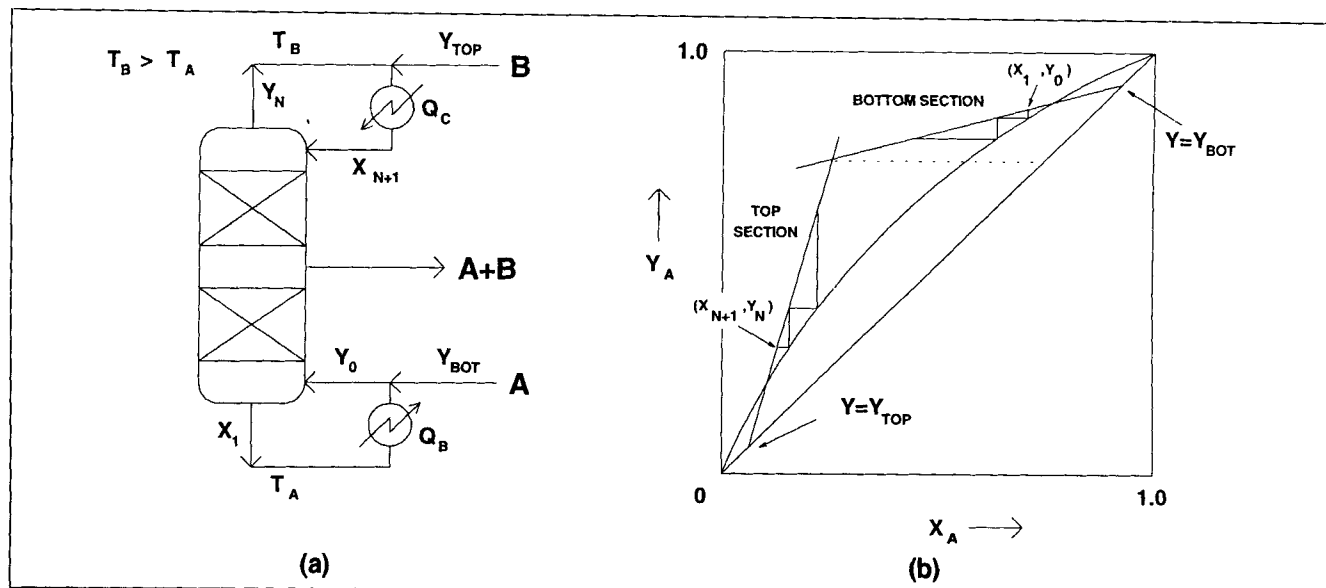 T_B > T_A
T_B
Y_TOP
B
Y_N
Q_C
X_N+1
A+B
Y_0
Y_BOT
A
X_1
Q_B
T_A
(a)
1.0
(X_1 ,Y_0)
BOTTOM SECTION
Y=Y_BOT
TOP
SECTION
Y_A
(X_N+1 ,Y_N)
Y=Y_TOP
0
1.0
X_A
(b)